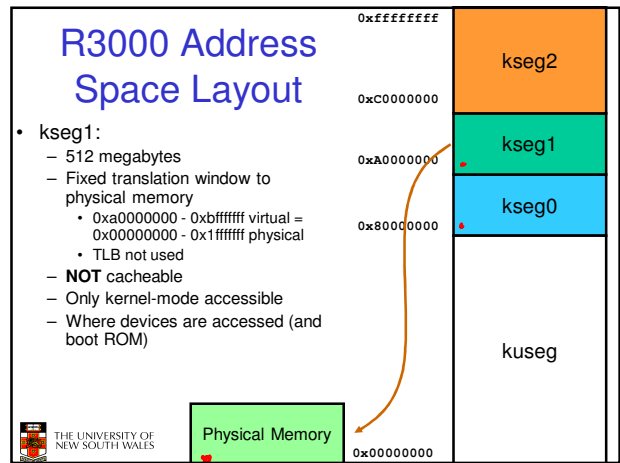 R3000 Address
Space Layout
• kseg1:
– 512 megabytes
– Fixed translation window to
physical memory
• 0xa0000000 - 0xbfffffff virtual =
0x00000000 - 0x1fffffff physical
• TLB not used
– NOT cacheable
– Only kernel-mode accessible
– Where devices are accessed (and
boot ROM)
0xffffffff
kseg2
0xC0000000
kseg1
0xA0000000
kseg0
0x80000000
kuseg
THE UNIVERSITY OF
NEW SOUTH WALES
Physical Memory
0x00000000